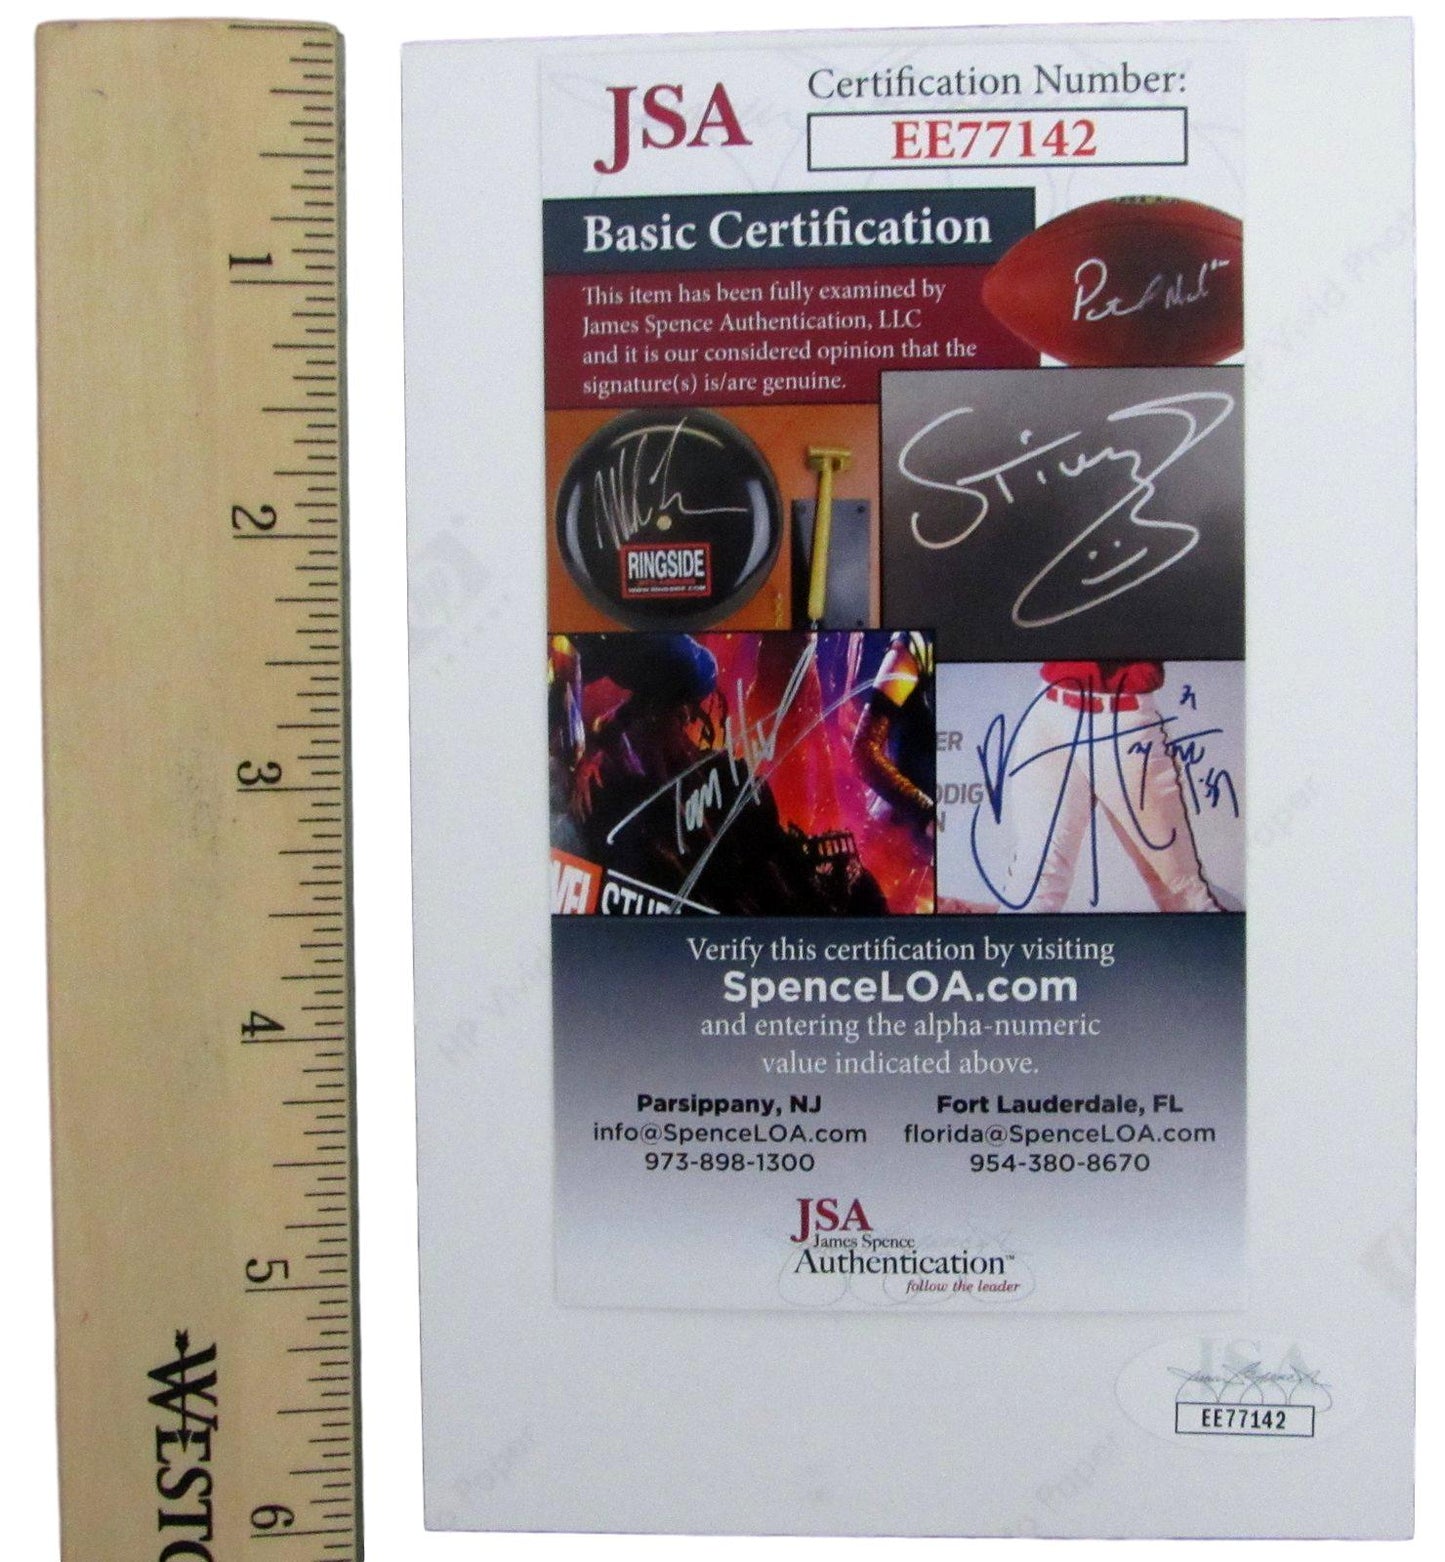 JSA
Certification Number:
EE77142
Basic Certification
This item has been fully examined by
James Spence Authentication, LLC
and it is our considered opinion that the
signature(s) is/are genuine.
RINGSIDE
STUD
ER
ODIG
N
Verify this certification by visiting
SpenceLOA.com
and entering the alpha-numeric
value indicated above.
Parsippany, NJ
info@SpenceLOA.com
973-898-1300
Fort Lauderdale, FL
florida@SpenceLOA.com
954-380-8670
JSA
James Spence
Authentication™
follow the leader
JSA
EE77142
1
2
3
4
5
6
WESTC